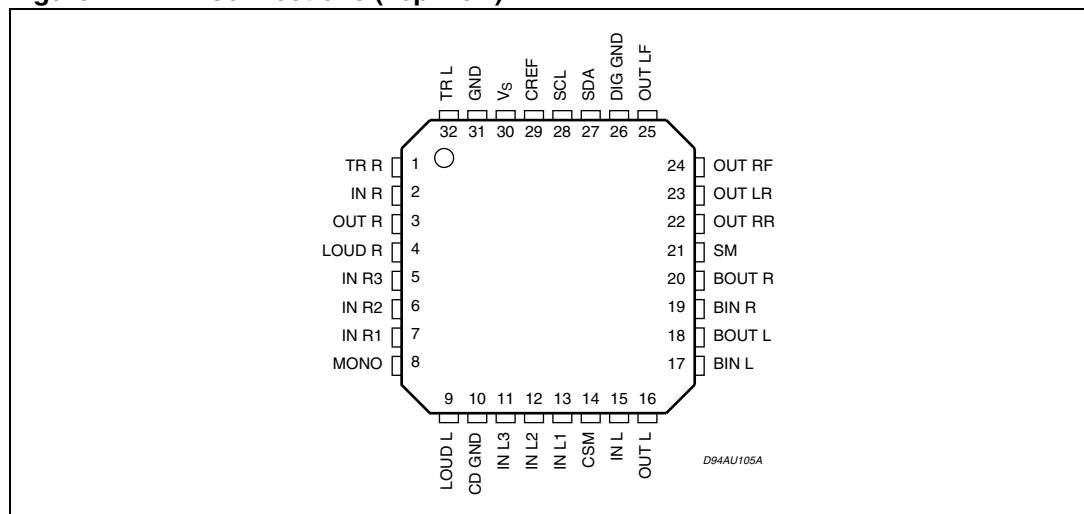 TR L
GND
VS
CREF
SCL
SDA
DIG GND
OUT LF
32 31 30 29 28 27 26 25
TR R 1
IN R 2
OUT R 3
LOUD R 4
IN R3 5
IN R2 6
IN R1 7
MONO 8
24 OUT RF
23 OUT LR
22 OUT RR
21 SM
20 BOUT R
19 BIN R
18 BOUT L
17 BIN L
9 10 11 12 13 14 15 16
LOUD L
CD GND
IN L3
IN L2
IN L1
CSM
IN L
OUT L
D94AU105A